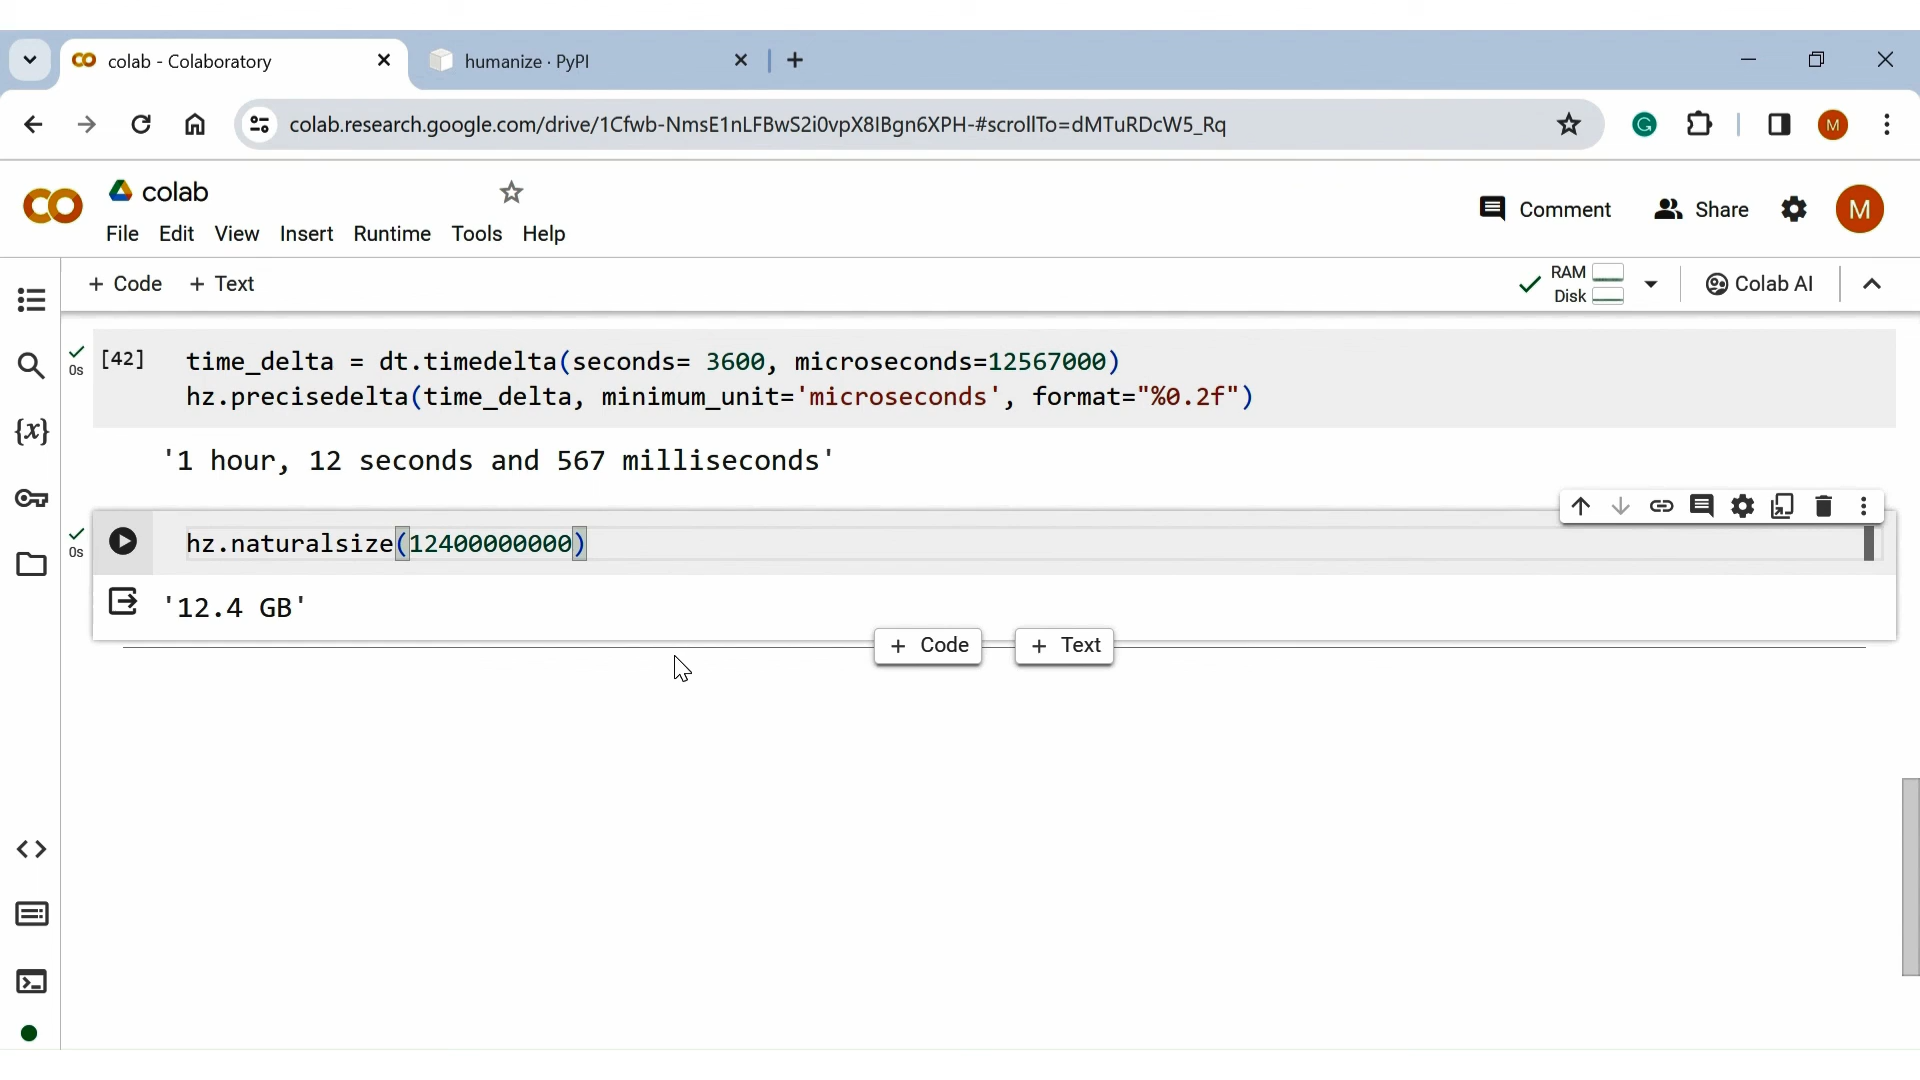 colab - Colaboratory
humanize · PyPI
colab.research.google.com/drive/1Cfwb-NmsE1nLFBwS2i0vpX8IBgn6XPH-#scrollTo=dMTuRDcW5_Rq
M
colab
Comment
Share
M
File Edit View Insert Runtime Tools Help
+ Code + Text
RAM
Disk
Colab AI
[42]
0s
time_delta = dt.timedelta(seconds= 3600, microseconds=12567000)
hz.precisedelta(time_delta, minimum_unit='microseconds', format="%0.2f")
'1 hour, 12 seconds and 567 milliseconds'
0s
hz.naturalsize(12400000000)
'12.4 GB'
+ Code + Text
{x}